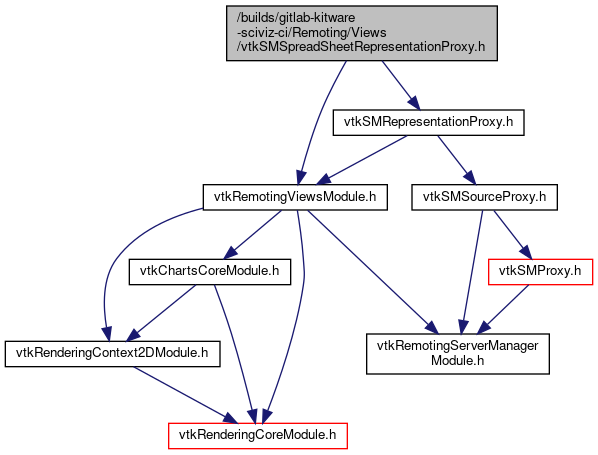 /builds/gitlab-kitware
-sciviz-ci/Remoting/Views
/vtkSMSpreadSheetRepresentationProxy.h
vtkSMRepresentationProxy.h
vtkRemotingViewsModule.h
vtkSMSourceProxy.h
vtkChartsCoreModule.h
vtkSMProxy.h
vtkRenderingContext2DModule.h
vtkRemotingServerManager
Module.h
vtkRenderingCoreModule.h